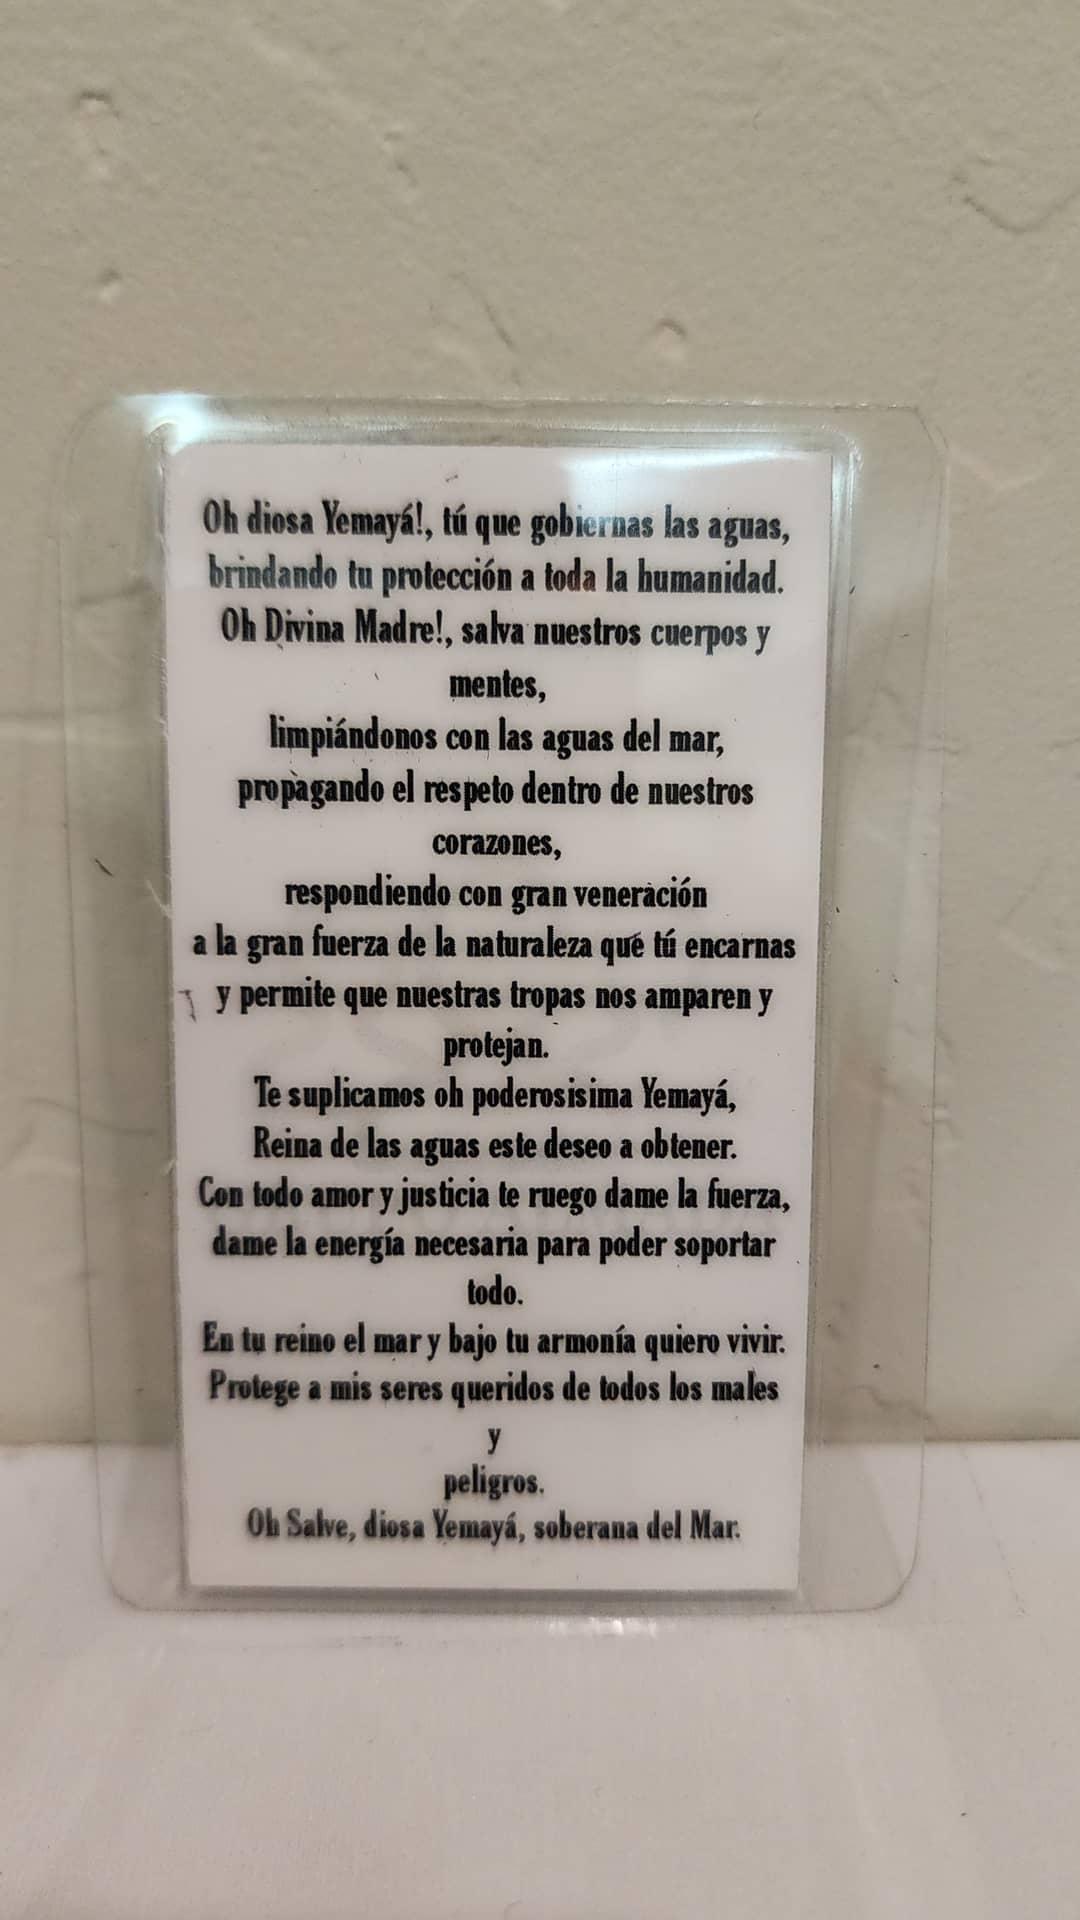 Oh diosa Yemayá!, tú que gobiernas las aguas,
brindando tu protección a toda la humanidad.
Oh Divina Madre!, salva nuestros cuerpos y
mentes,
limpiándonos con las aguas del mar,
propagando el respeto dentro de nuestros
corazones,
respondiendo con gran veneración
a la gran fuerza de la naturaleza que tú encarnas
y permite que nuestras tropas nos amparen y
protejan.
Te suplicamos oh poderosisima Yemayá,
Reina de las aguas este deseo a obtener.
Con todo amor y justicia te ruego dame la fuerza,
dame la energía necesaria para poder soportar
todo.
En tu reino el mar y bajo tu armonía quiero vivir.
Protege a mis seres queridos de todos los males
y
peligros.
Oh Salve, diosa Yemayá, soberana del Mar.